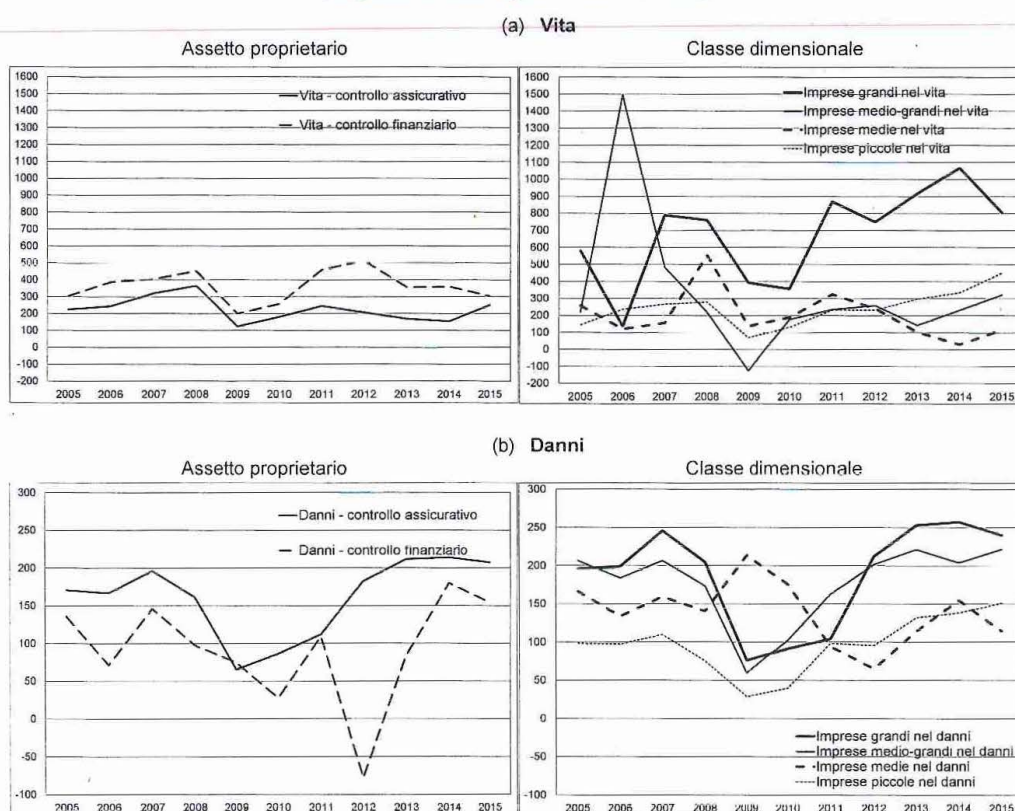 (a) Vita
Assetto proprietario
1600
1500
1400
1300
1200
1100
1000
900
800
700
600
500
400
300
200
100
0
-100
-200
Vita - controllo assicurativo
Vita - controllo finanziario
2005 2006 2007 2008 2009 2010 2011 2012 2013 2014 2015
Classe dimensionale
1600
1500
1400
1300
1200
1100
1000
900
800
700
600
500
400
300
200
100
0
-100
-200
Imprese grandi nel vita
Imprese medio-grandi nel vita
Imprese medie nel vita
Imprese piccole nel vita
2005 2006 2007 2008 2009 2010 2011 2012 2013 2014 2015
(b) Danni
Assetto proprietario
300
250
200
150
100
50
0
-50
-100
Danni - controllo assicurativo
Danni - controllo finanziario
2005 2006 2007 2008 2009 2010 2011 2012 2013 2014 2015
Classe dimensionale
300
250
200
150
100
50
0
-50
-100
Imprese grandi nel danni
Imprese medio-grandi nel danni
Imprese medie nel danni
Imprese piccole nel danni
2005 2006 2007 2008 2009 2010 2011 2012 2013 2014 2015